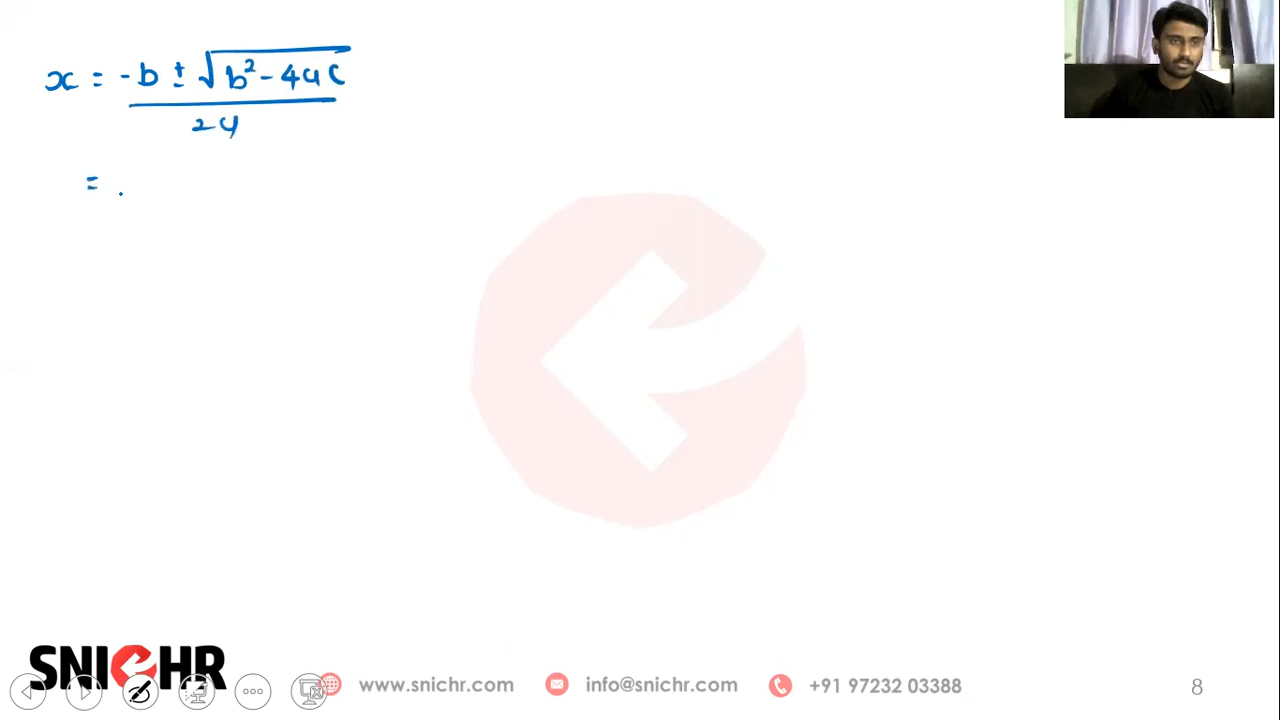 x = -b ± √b² - 4ac
2a
= .
SNICHR
www.snichr.com
info@snichr.com
+91 97232 03388
8